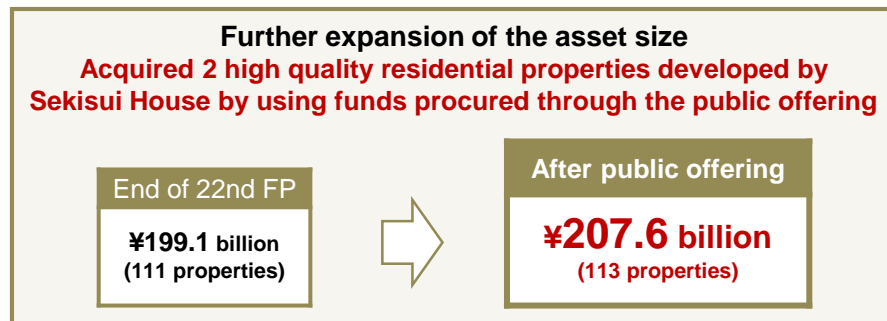 Further expansion of the asset size
Acquired 2 high quality residential properties developed by
Sekisui House by using funds procured through the public offering
End of 22nd FP
¥199.1 billion
(111 properties)
After public offering
¥207.6 billion
(113 properties)